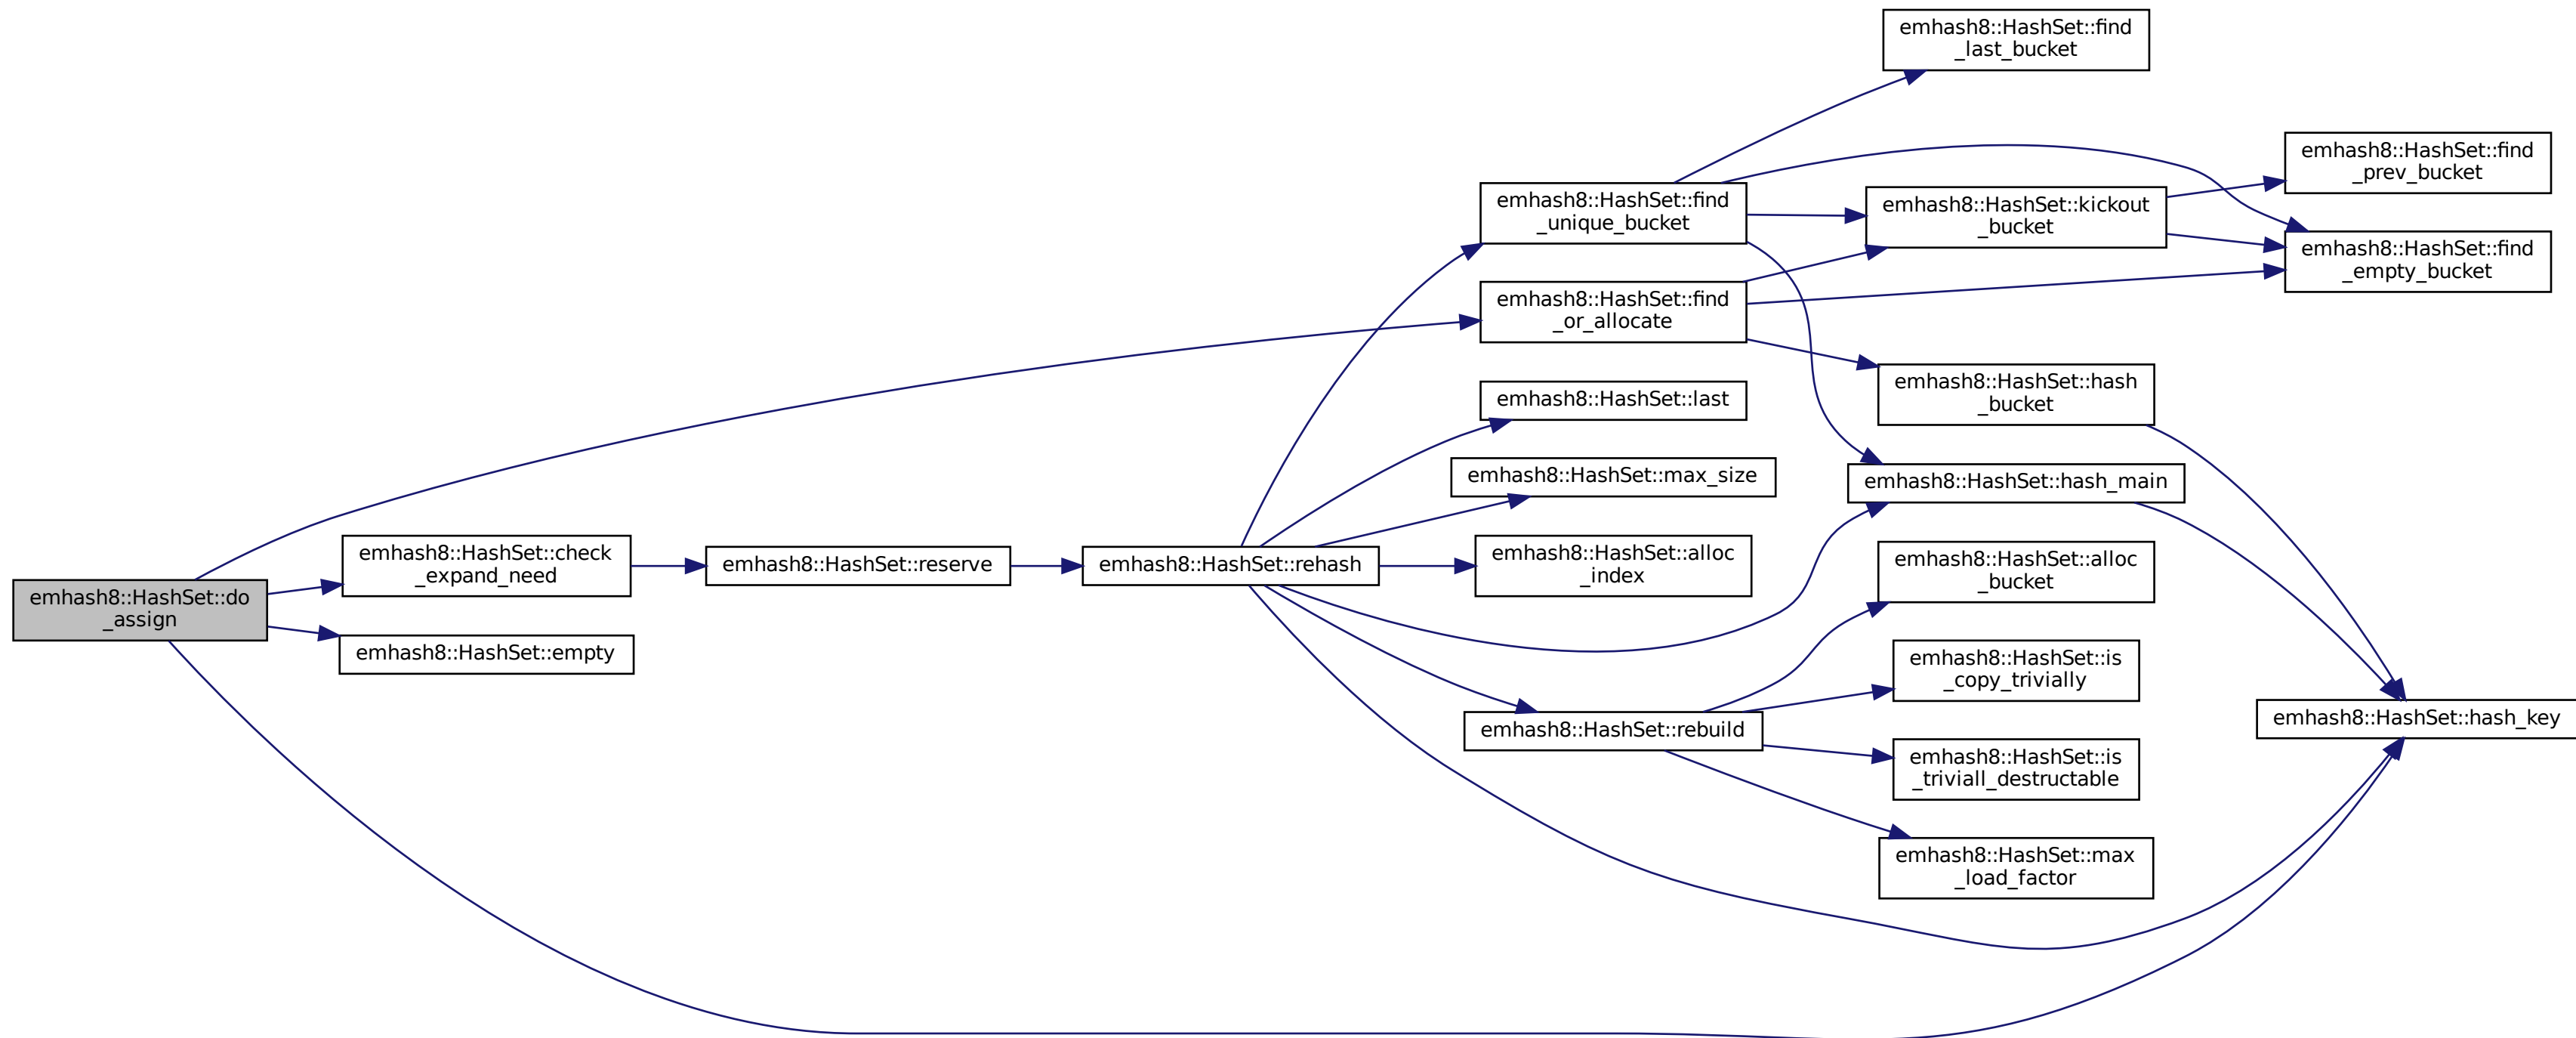 emhash8::HashSet::find
_last_bucket
emhash8::HashSet::find
_prev_bucket
emhash8::HashSet::find
_unique_bucket
emhash8::HashSet::kickout
_bucket
emhash8::HashSet::find
_empty_bucket
emhash8::HashSet::find
_or_allocate
emhash8::HashSet::hash
_bucket
emhash8::HashSet::last
emhash8::HashSet::max_size
emhash8::HashSet::hash_main
emhash8::HashSet::check
_expand_need
emhash8::HashSet::reserve
emhash8::HashSet::rehash
emhash8::HashSet::alloc
_index
emhash8::HashSet::alloc
_bucket
emhash8::HashSet::do
_assign
emhash8::HashSet::empty
emhash8::HashSet::is
_copy_trivially
emhash8::HashSet::hash_key
emhash8::HashSet::rebuild
emhash8::HashSet::is
_triviall_destructable
emhash8::HashSet::max
_load_factor